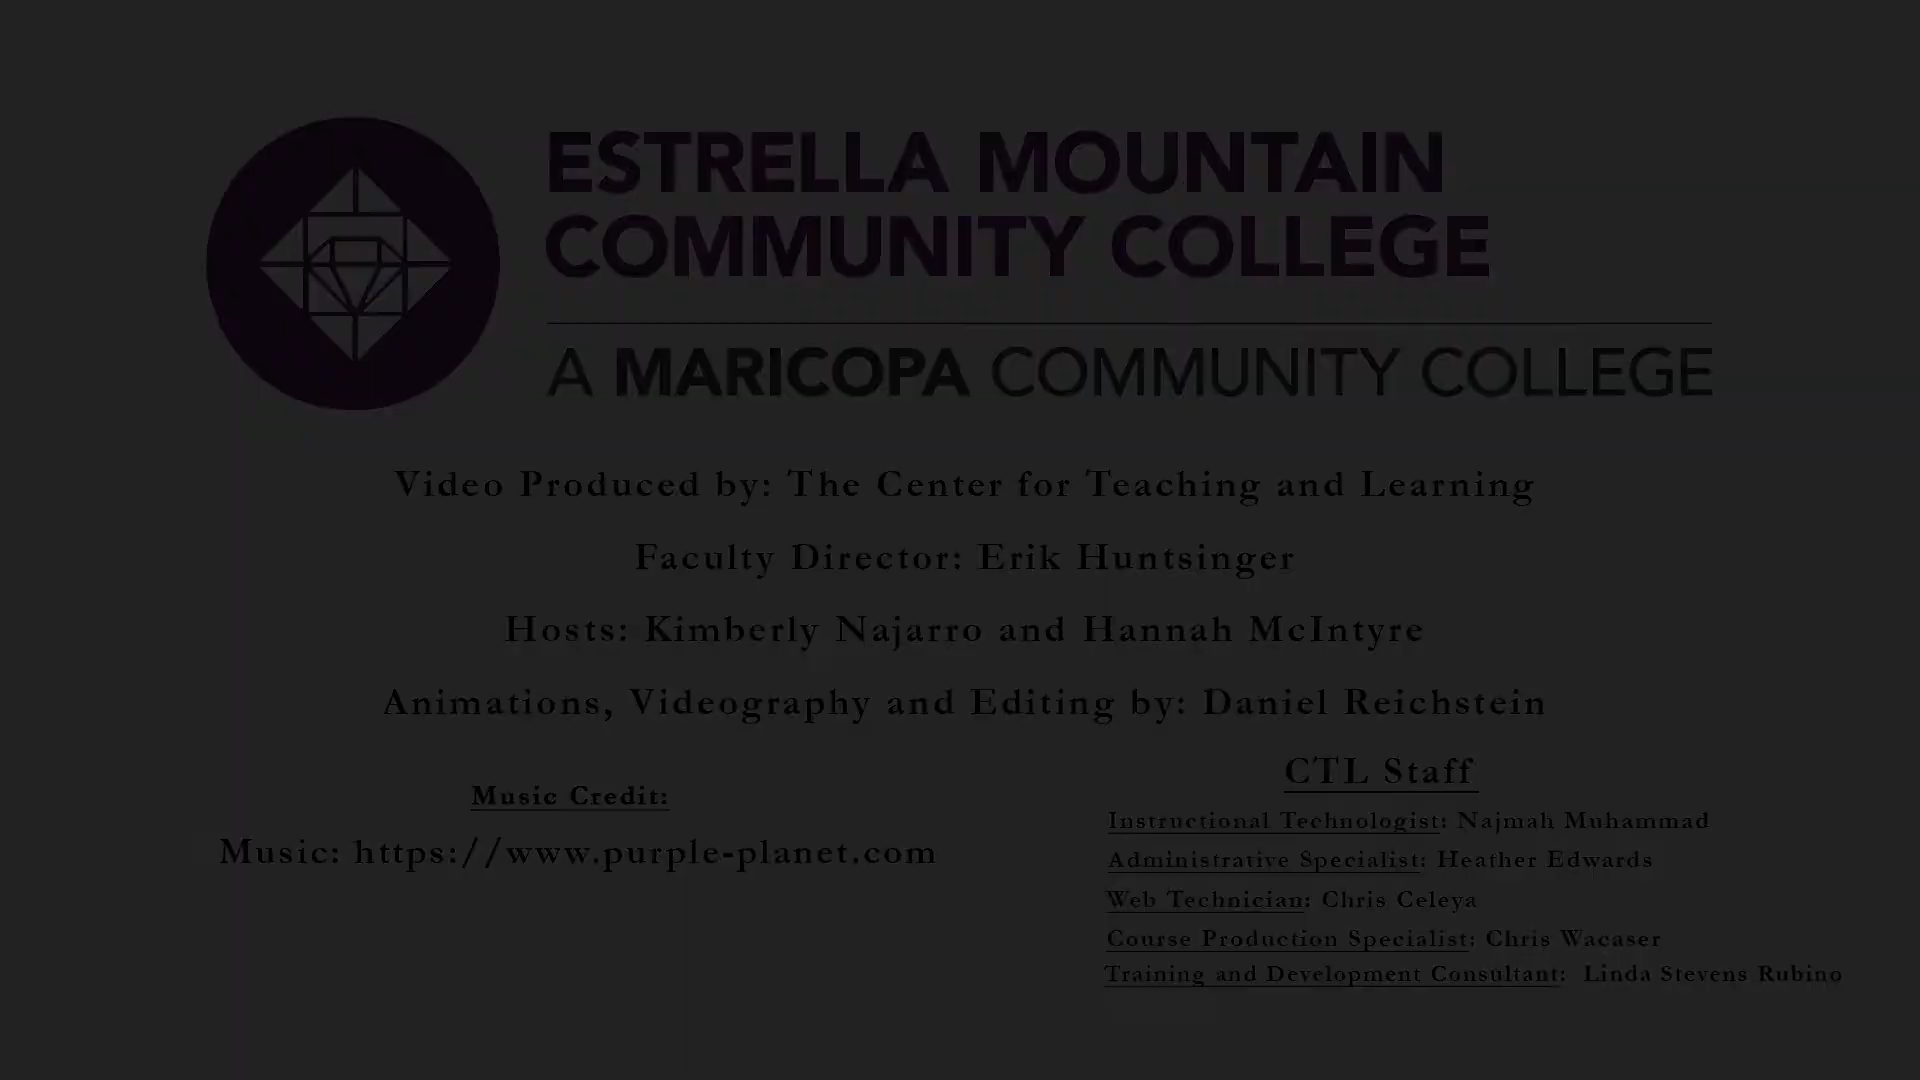 ESTRELLA MOUNTAIN
COMMUNITY COLLEGE
A MARICOPA COMMUNITY COLLEGE
Video Produced by: The Center for Teaching and Learning
Faculty Director: Erik Huntsinger
Hosts: Kimberly Najarro and Hannah McIntyre
Animations, Videography and Editing by: Daniel Reichstein
Music Credit:
Music: https://www.purple-planet.com
CTL Staff
Instructional Technologist: Najmah Muhammad
Administrative Specialist: Heather Edwards
Web Technician: Chris Celeya
Course Production Specialist: Chris Wacaser
Training and Development Consultant: Linda Stevens Rubino